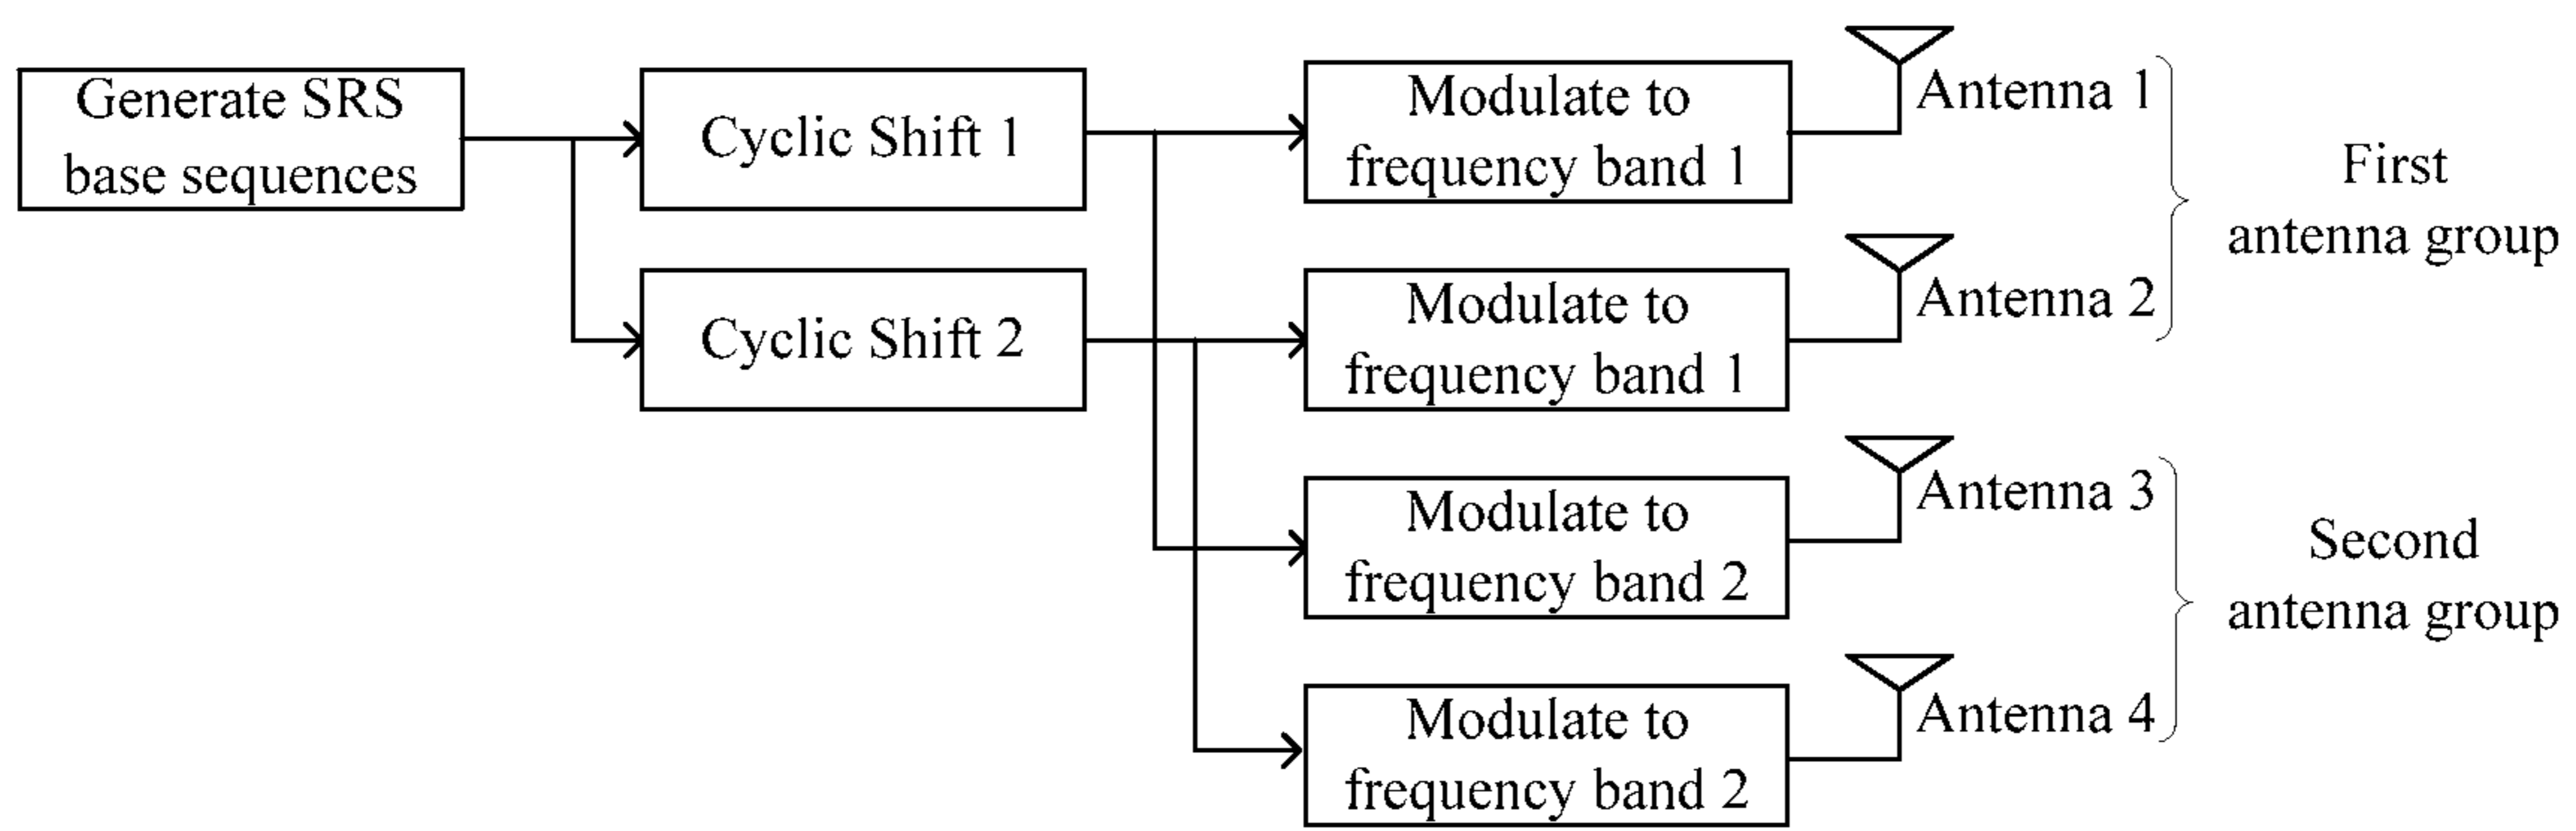 Generate SRS
base sequences
Cyclic Shift 1
Cyclic Shift 2
Modulate to
frequency band 1
Modulate to
frequency band 1
Modulate to
frequency band 2
Modulate to
frequency band 2
Antenna 1
Antenna 2
Antenna 3
Antenna 4
First
antenna group
Second
antenna group